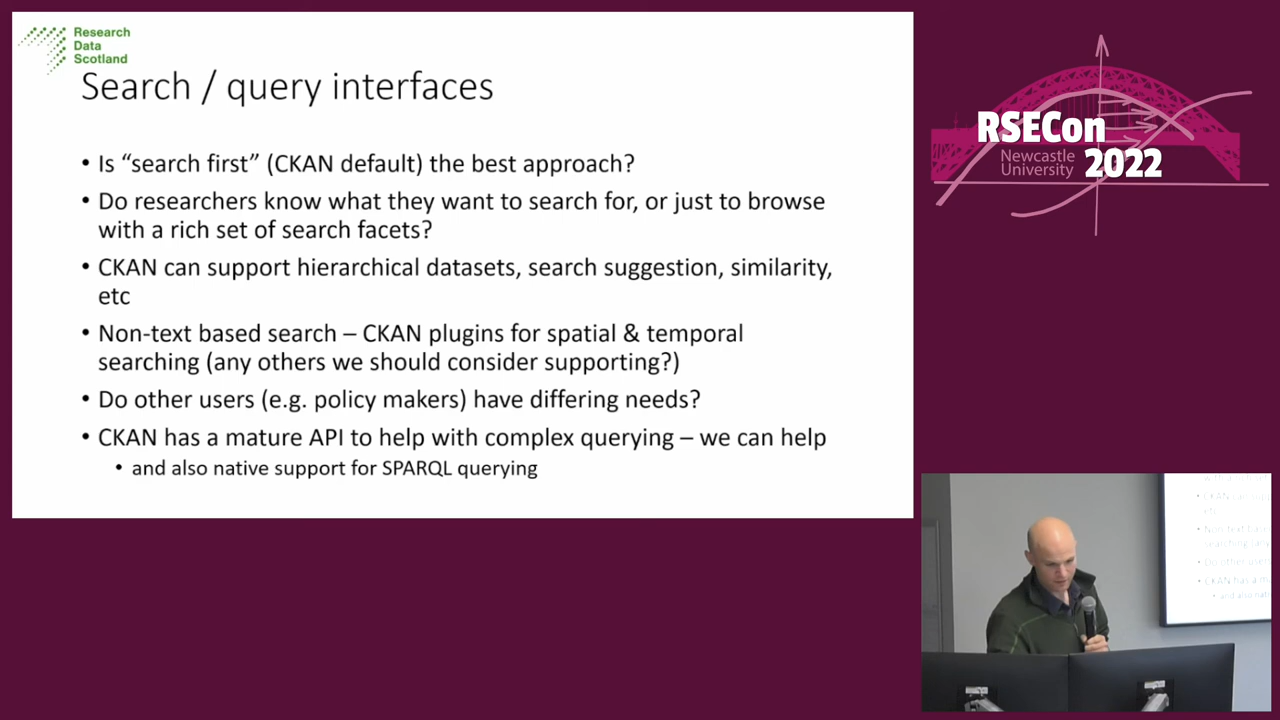 Research
Data
Scotland
Search / query interfaces
• Is “search first” (CKAN default) the best approach?
• Do researchers know what they want to search for, or just to browse
with a rich set of search facets?
• CKAN can support hierarchical datasets, search suggestion, similarity,
etc
• Non-text based search – CKAN plugins for spatial & temporal
searching (any others we should consider supporting?)
• Do other users (e.g. policy makers) have differing needs?
• CKAN has a mature API to help with complex querying – we can help
• and also native support for SPARQL querying
RSECon
Newcastle
University
2022